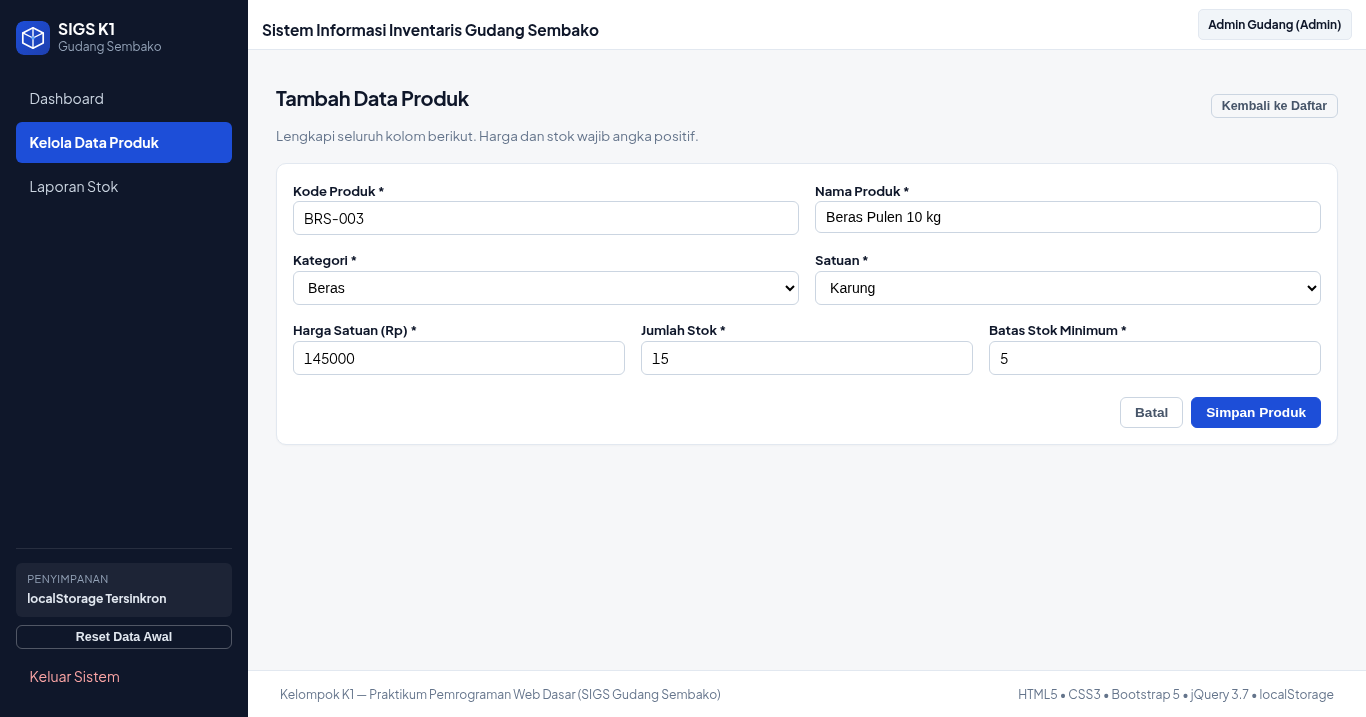 SIGS K1
Gudang Sembako
Dashboard
Kelola Data Produk
Laporan Stok
PENYIMPANAN
localStorage Tersinkron
Reset Data Awal
Keluar Sistem
Sistem Informasi Inventaris Gudang Sembako
Admin Gudang (Admin)
Tambah Data Produk
Kembali ke Daftar
Lengkapi seluruh kolom berikut. Harga dan stok wajib angka positif.
Kode Produk *
BRS-003
Nama Produk *
Beras Pulen 10 kg
Kategori *
Beras
Satuan *
Karung
Harga Satuan (Rp) *
145000
Jumlah Stok *
15
Batas Stok Minimum *
5
Batal
Simpan Produk
Kelompok K1 — Praktikum Pemrograman Web Dasar (SIGS Gudang Sembako)
HTML5 • CSS3 • Bootstrap 5 • jQuery 3.7 • localStorage